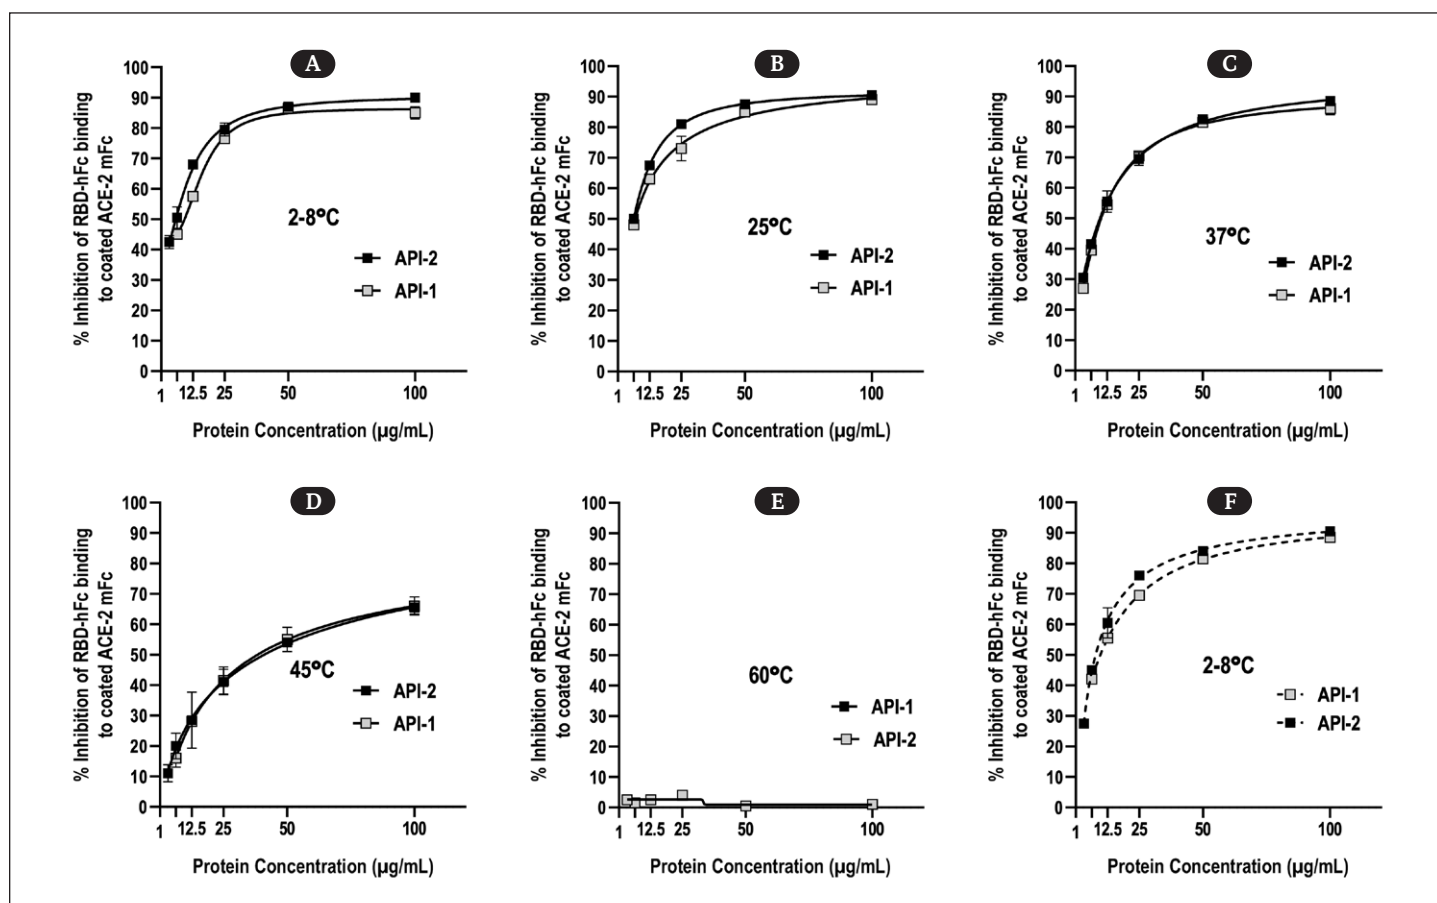 A
% Inhibition of RBD-hFc binding
to coated ACE-2 mFc
100
90
80
70
60
50
40
30
20
10
0
2-8°C
API-2
API-1
1
12.5
25
50
100
Protein Concentration (µg/mL)
B
% Inhibition of RBD-hFc binding
to coated ACE-2 mFc
100
90
80
70
60
50
40
30
20
10
0
25°C
API-2
API-1
1
12.5
25
50
100
Protein Concentration (µg/mL)
C
% Inhibition of RBD-hFc binding
to coated ACE-2 mFc
100
90
80
70
60
50
40
30
20
10
0
37°C
API-2
API-1
1
12.5
25
50
100
Protein Concentration (µg/mL)
D
% Inhibition of RBD-hFc binding
to coated ACE-2 mFc
100
90
80
70
60
50
40
30
20
10
0
45°C
API-2
API-1
1
12.5
25
50
100
Protein Concentration (µg/mL)
E
% Inhibition of RBD-hFc binding
to coated ACE-2 mFc
100
90
80
70
60
50
40
30
20
10
0
60°C
API-1
API-2
1
12.5
25
50
100
Protein Concentration (µg/mL)
F
% Inhibition of RBD-hFc binding
to coated ACE-2 mFc
100
90
80
70
60
50
40
30
20
10
0
2-8°C
API-1
API-2
1
12.5
25
50
100
Protein Concentration (µg/mL)